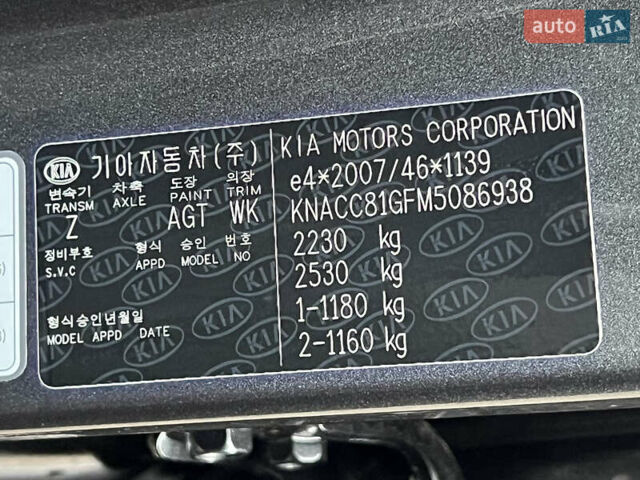 auto RIA
KIA 기아자동차(주)
변속기 차축 도장 의장
TRANSM AXLE PAINT TRIM
Z AGT WK
정비부호 형식 승인 번호
S.V.C APPD MODEL NO
형식승인년월일
MODEL APPD DATE
KIA MOTORS CORPORATION
e4*2007/46*1139
KNACC81GFM5086938
2230 kg
2530 kg
1-1180 kg
2-1160 kg